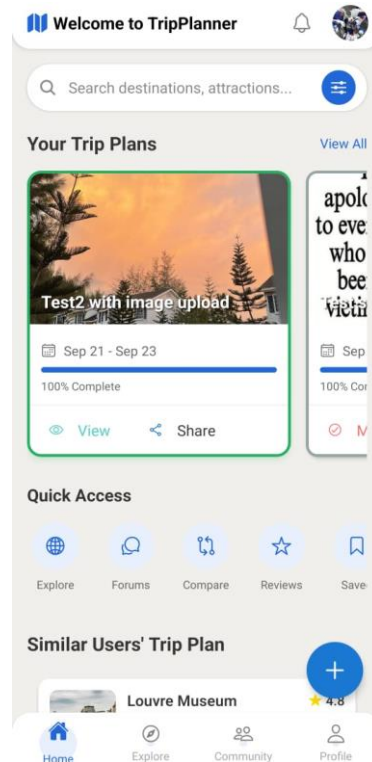 Welcome to TripPlanner
Search destinations, attractions...
Your Trip Plans
View All
Test2 with image upload
Sep 21 - Sep 23
100% Complete
View
Share
to eve
who
bee
Sep
100% Co
M
Quick Access
Explore
Forums
Compare
Reviews
Save
Similar Users' Trip Plan
Louvre Museum
4.8
Home
Explore
Community
Profile